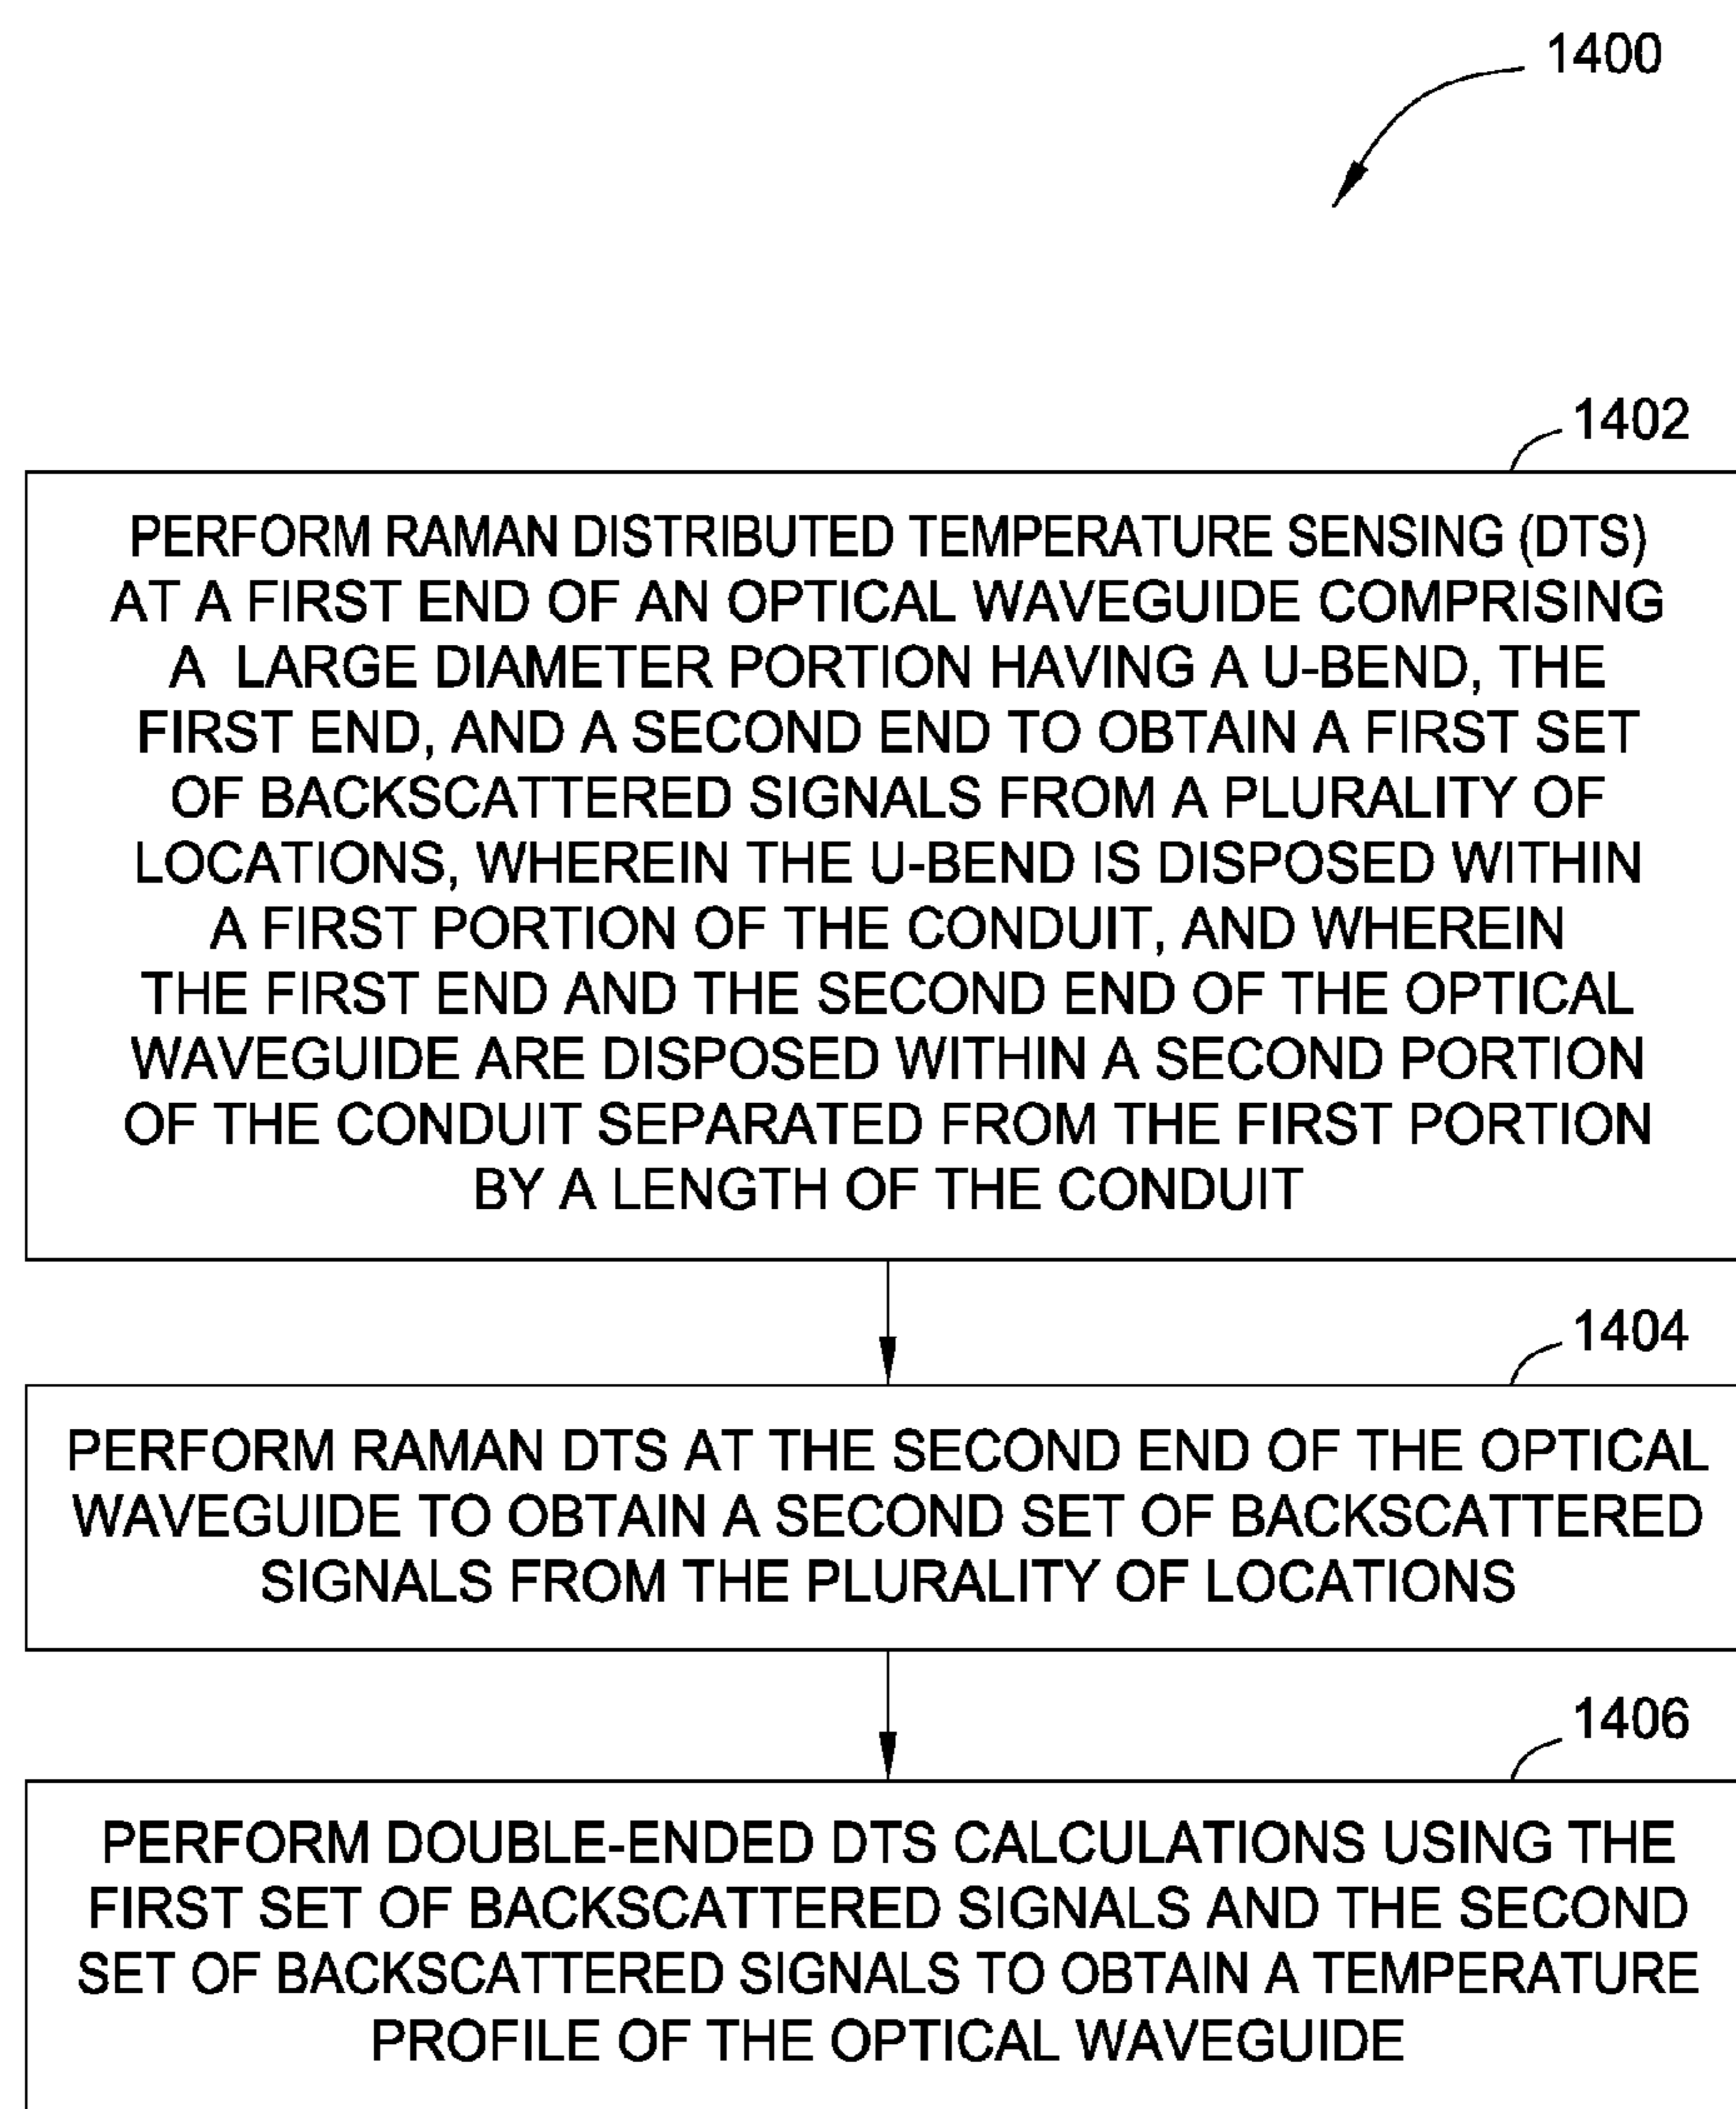 1400
1402
PERFORM RAMAN DISTRIBUTED TEMPERATURE SENSING (DTS)
AT A FIRST END OF AN OPTICAL WAVEGUIDE COMPRISING
A LARGE DIAMETER PORTION HAVING A U-BEND, THE
FIRST END, AND A SECOND END TO OBTAIN A FIRST SET
OF BACKSCATTERED SIGNALS FROM A PLURALITY OF
LOCATIONS, WHEREIN THE U-BEND IS DISPOSED WITHIN
A FIRST PORTION OF THE CONDUIT, AND WHEREIN
THE FIRST END AND THE SECOND END OF THE OPTICAL
WAVEGUIDE ARE DISPOSED WITHIN A SECOND PORTION
OF THE CONDUIT SEPARATED FROM THE FIRST PORTION
BY A LENGTH OF THE CONDUIT
1404
PERFORM RAMAN DTS AT THE SECOND END OF THE OPTICAL
WAVEGUIDE TO OBTAIN A SECOND SET OF BACKSCATTERED
SIGNALS FROM THE PLURALITY OF LOCATIONS
1406
PERFORM DOUBLE-ENDED DTS CALCULATIONS USING THE
FIRST SET OF BACKSCATTERED SIGNALS AND THE SECOND
SET OF BACKSCATTERED SIGNALS TO OBTAIN A TEMPERATURE
PROFILE OF THE OPTICAL WAVEGUIDE